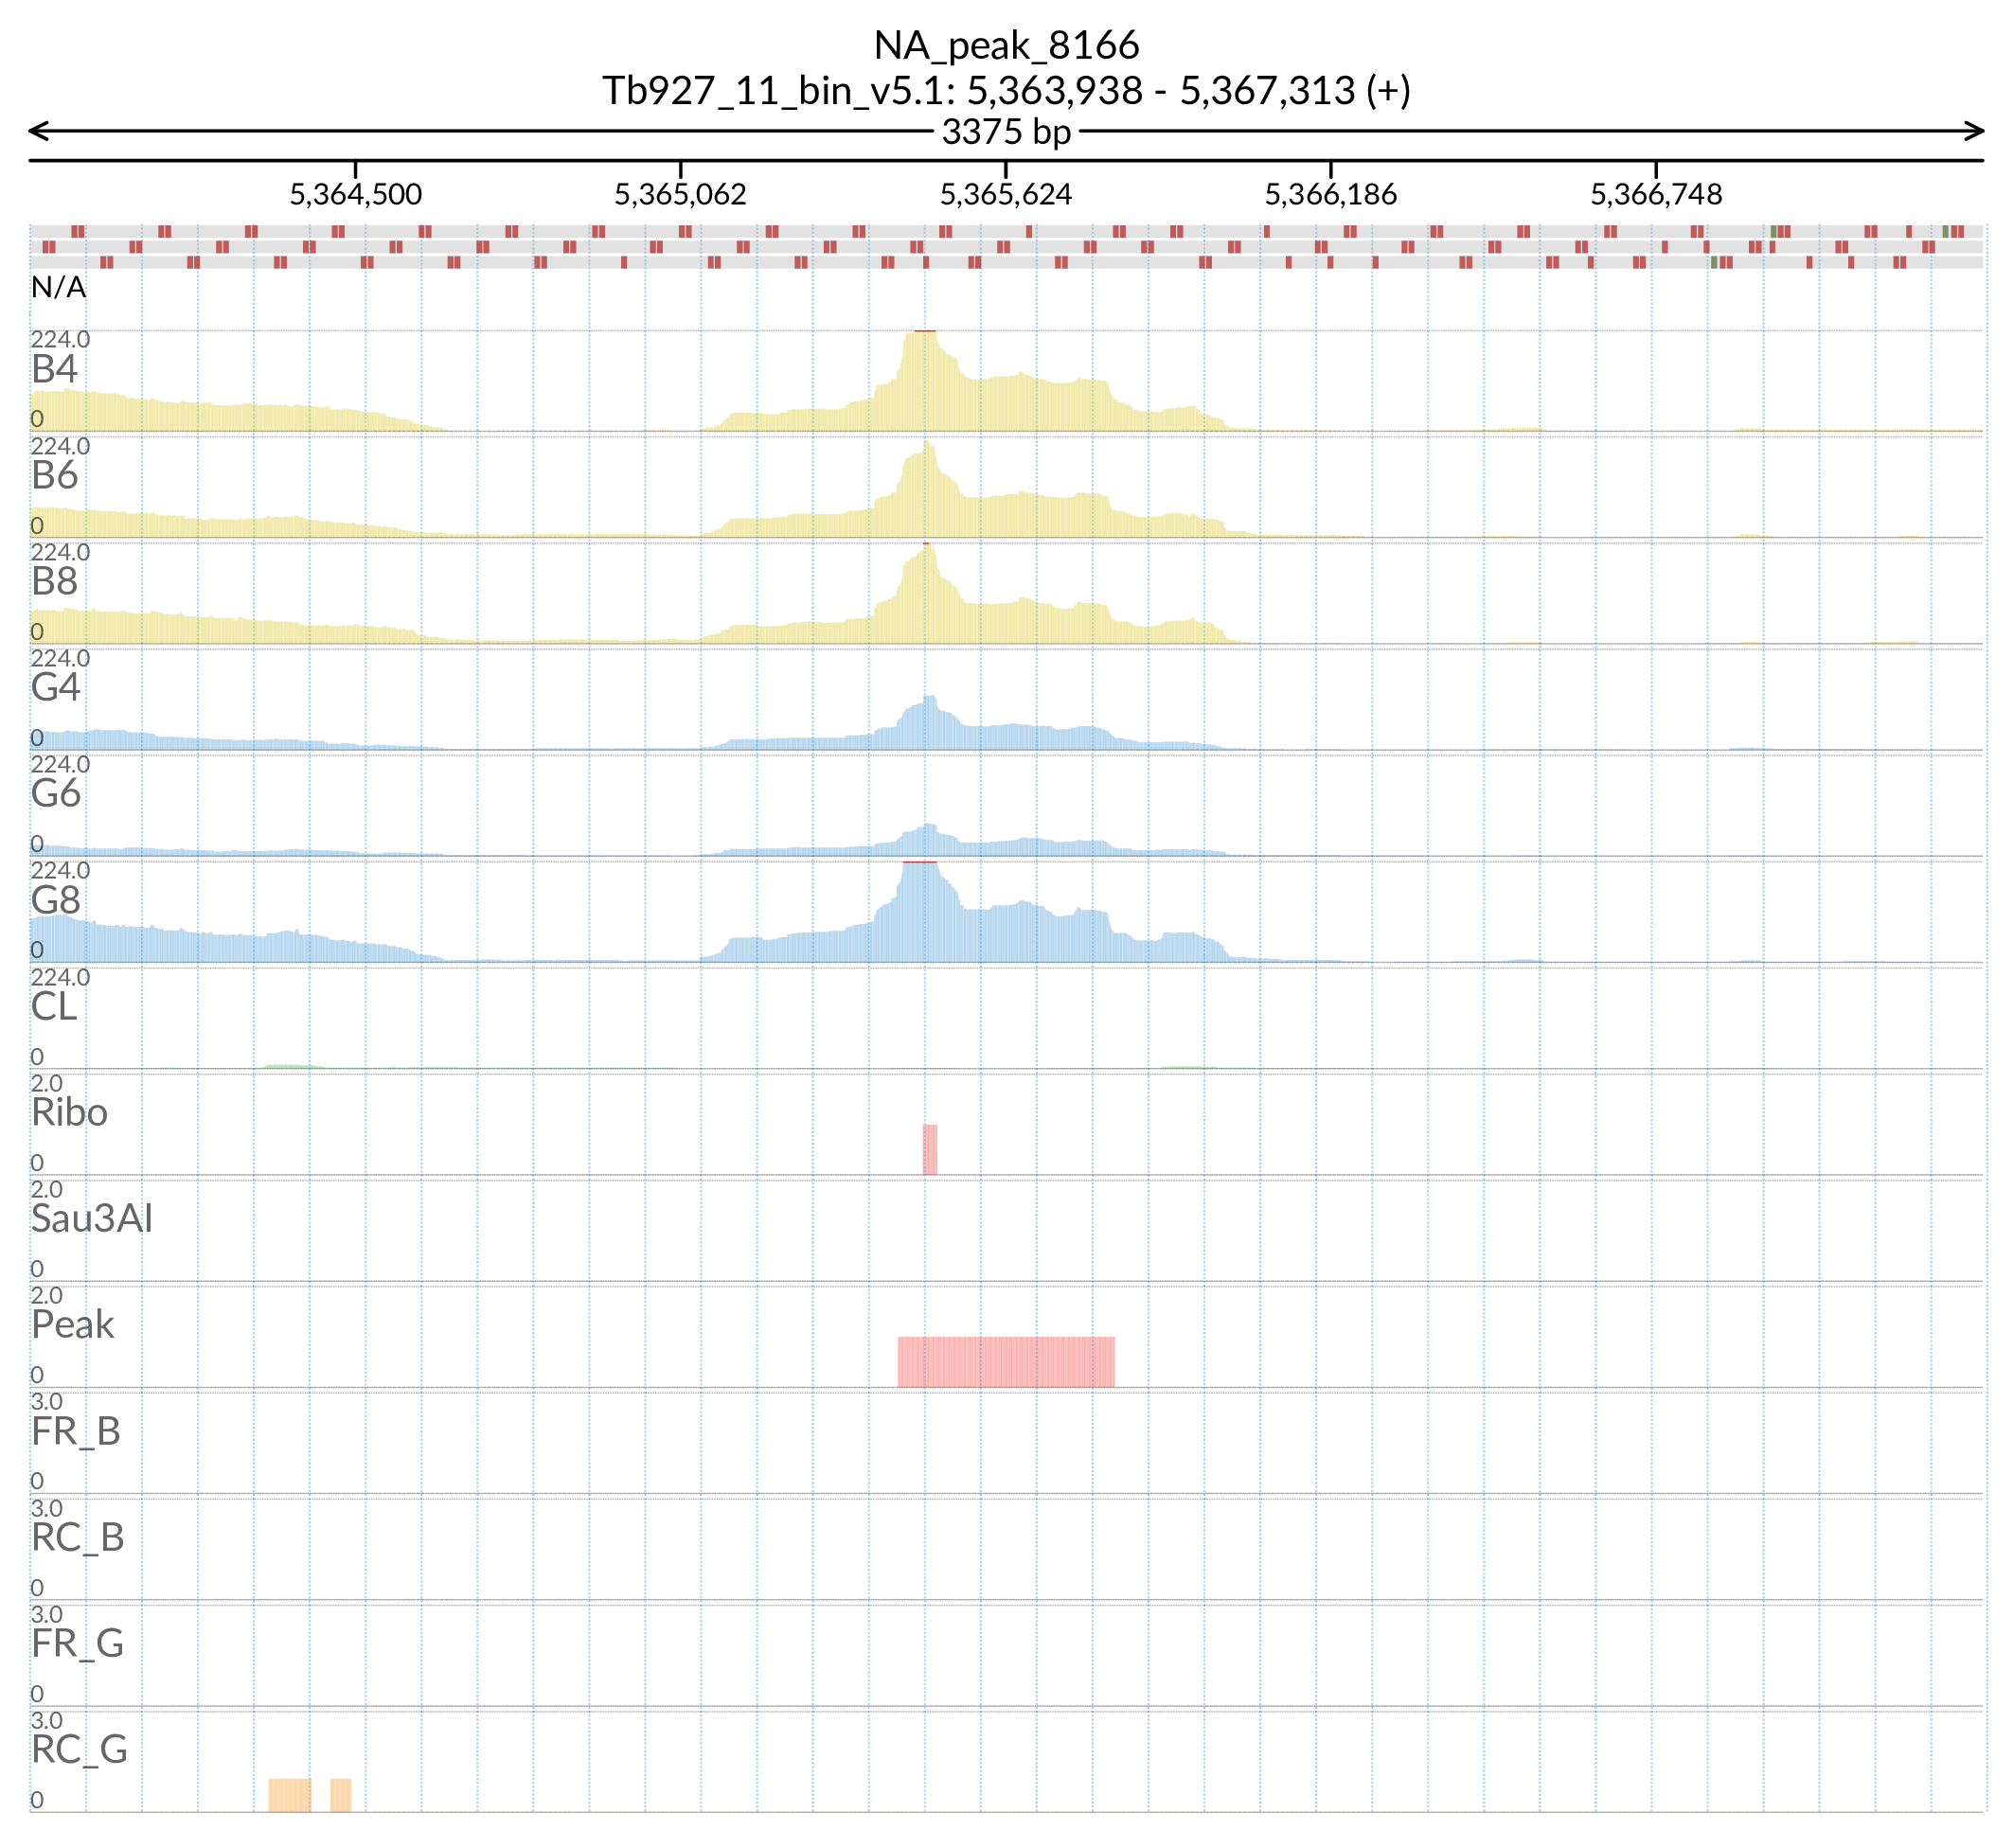 NA_peak_8166
Tb927_11_bin_v5.1: 5,363,938 - 5,367,313 (+)
3375 bp
5,364,500 5,365,062 5,365,624 5,366,186 5,366,748
N/A
224.0
B4
0
224.0
B6
0
224.0
B8
0
224.0
G4
0
224.0
G6
0
224.0
G8
0
224.0
CL
0
2.0
Ribo
0
2.0
Sau3AI
0
2.0
Peak
0
3.0
FR_B
0
3.0
RC_B
0
3.0
FR_G
0
3.0
RC_G
0